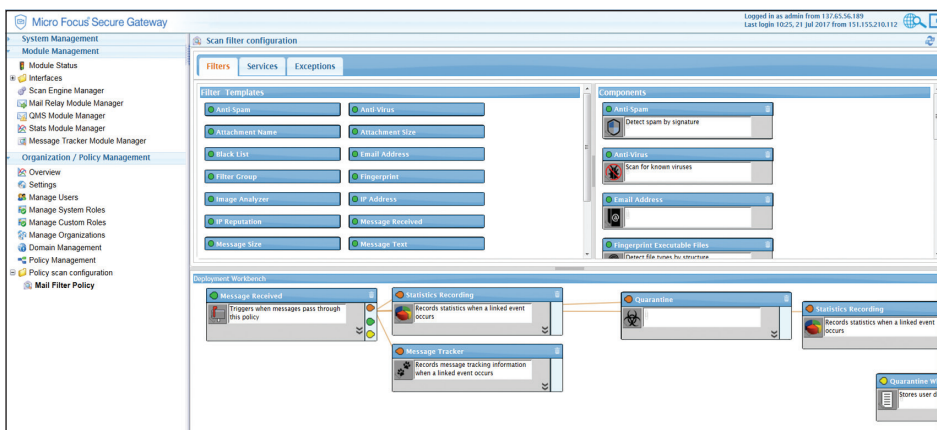 Micro Focus® Secure Gateway
Logged in as admin from 137.65.56.189
Last login 10:25, 21 Jul 2017 from 151.155.210.112
System Management
Module Management
Module Status
Interfaces
Scan Engine Manager
Mail Relay Module Manager
QMS Module Manager
Stats Module Manager
Message Tracker Module Manager
Organization / Policy Management
Overview
Settings
Manage Users
Manage System Roles
Manage Custom Roles
Manage Organizations
Domain Management
Policy Management
Policy scan configuration
Mail Filter Policy
Scan filter configuration
Filters
Services
Exceptions
Filter Templates
Anti-Spam
Anti-Virus
Attachment Name
Attachment Size
Black List
Email Address
Filter Group
Fingerprint
Image Analyzer
IP Address
IP Reputation
Message Received
Message Size
Message Text
Components
Anti-Spam
Detect spam by signature
Anti-Virus
Scan for known viruses
Email Address
Fingerprint Executable Files
Detect file types by structure
Deployment Workbench
Message Received
Triggers when messages pass through
this policy
Statistics Recording
Records statistics when a linked event
occurs
Message Tracker
Records message tracking information
when a linked event occurs
Quarantine
Statistics Recording
Records statistics when a linked event
occurs
Quarantine W
Stores user d